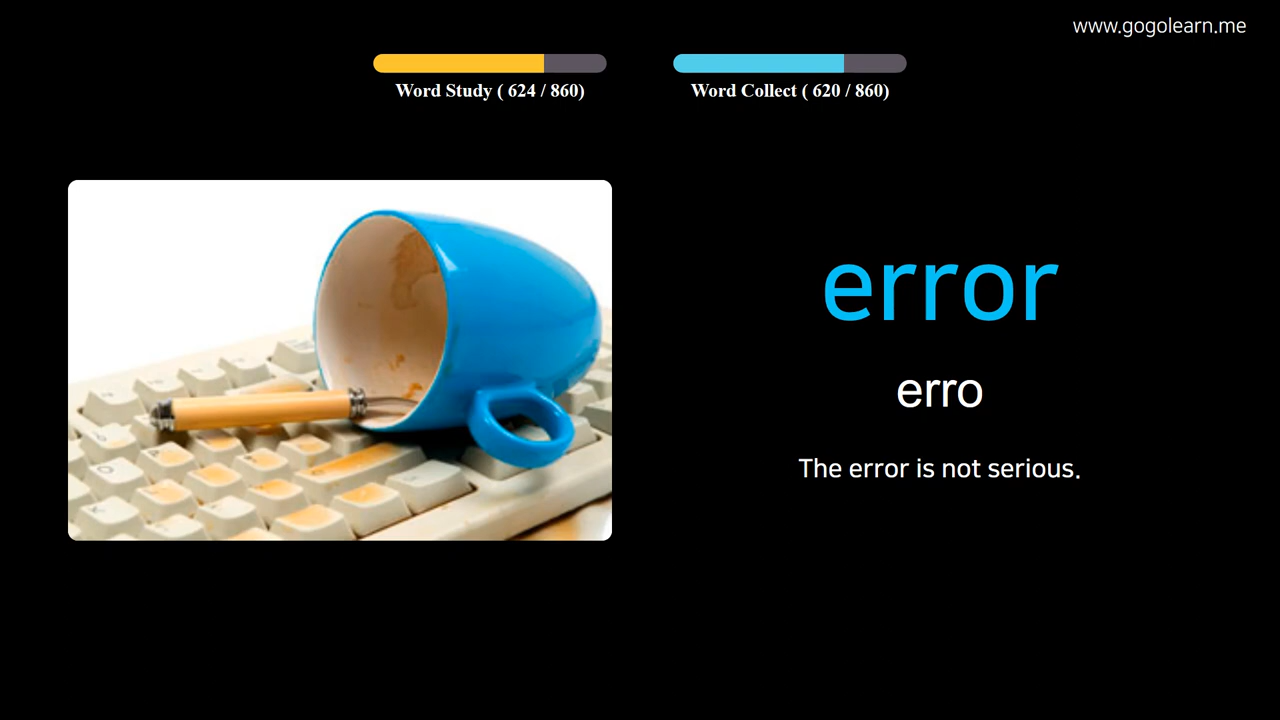 www.gogolearn.me
Word Study ( 624 / 860)
Word Collect ( 620 / 860)
error
erro
The error is not serious.